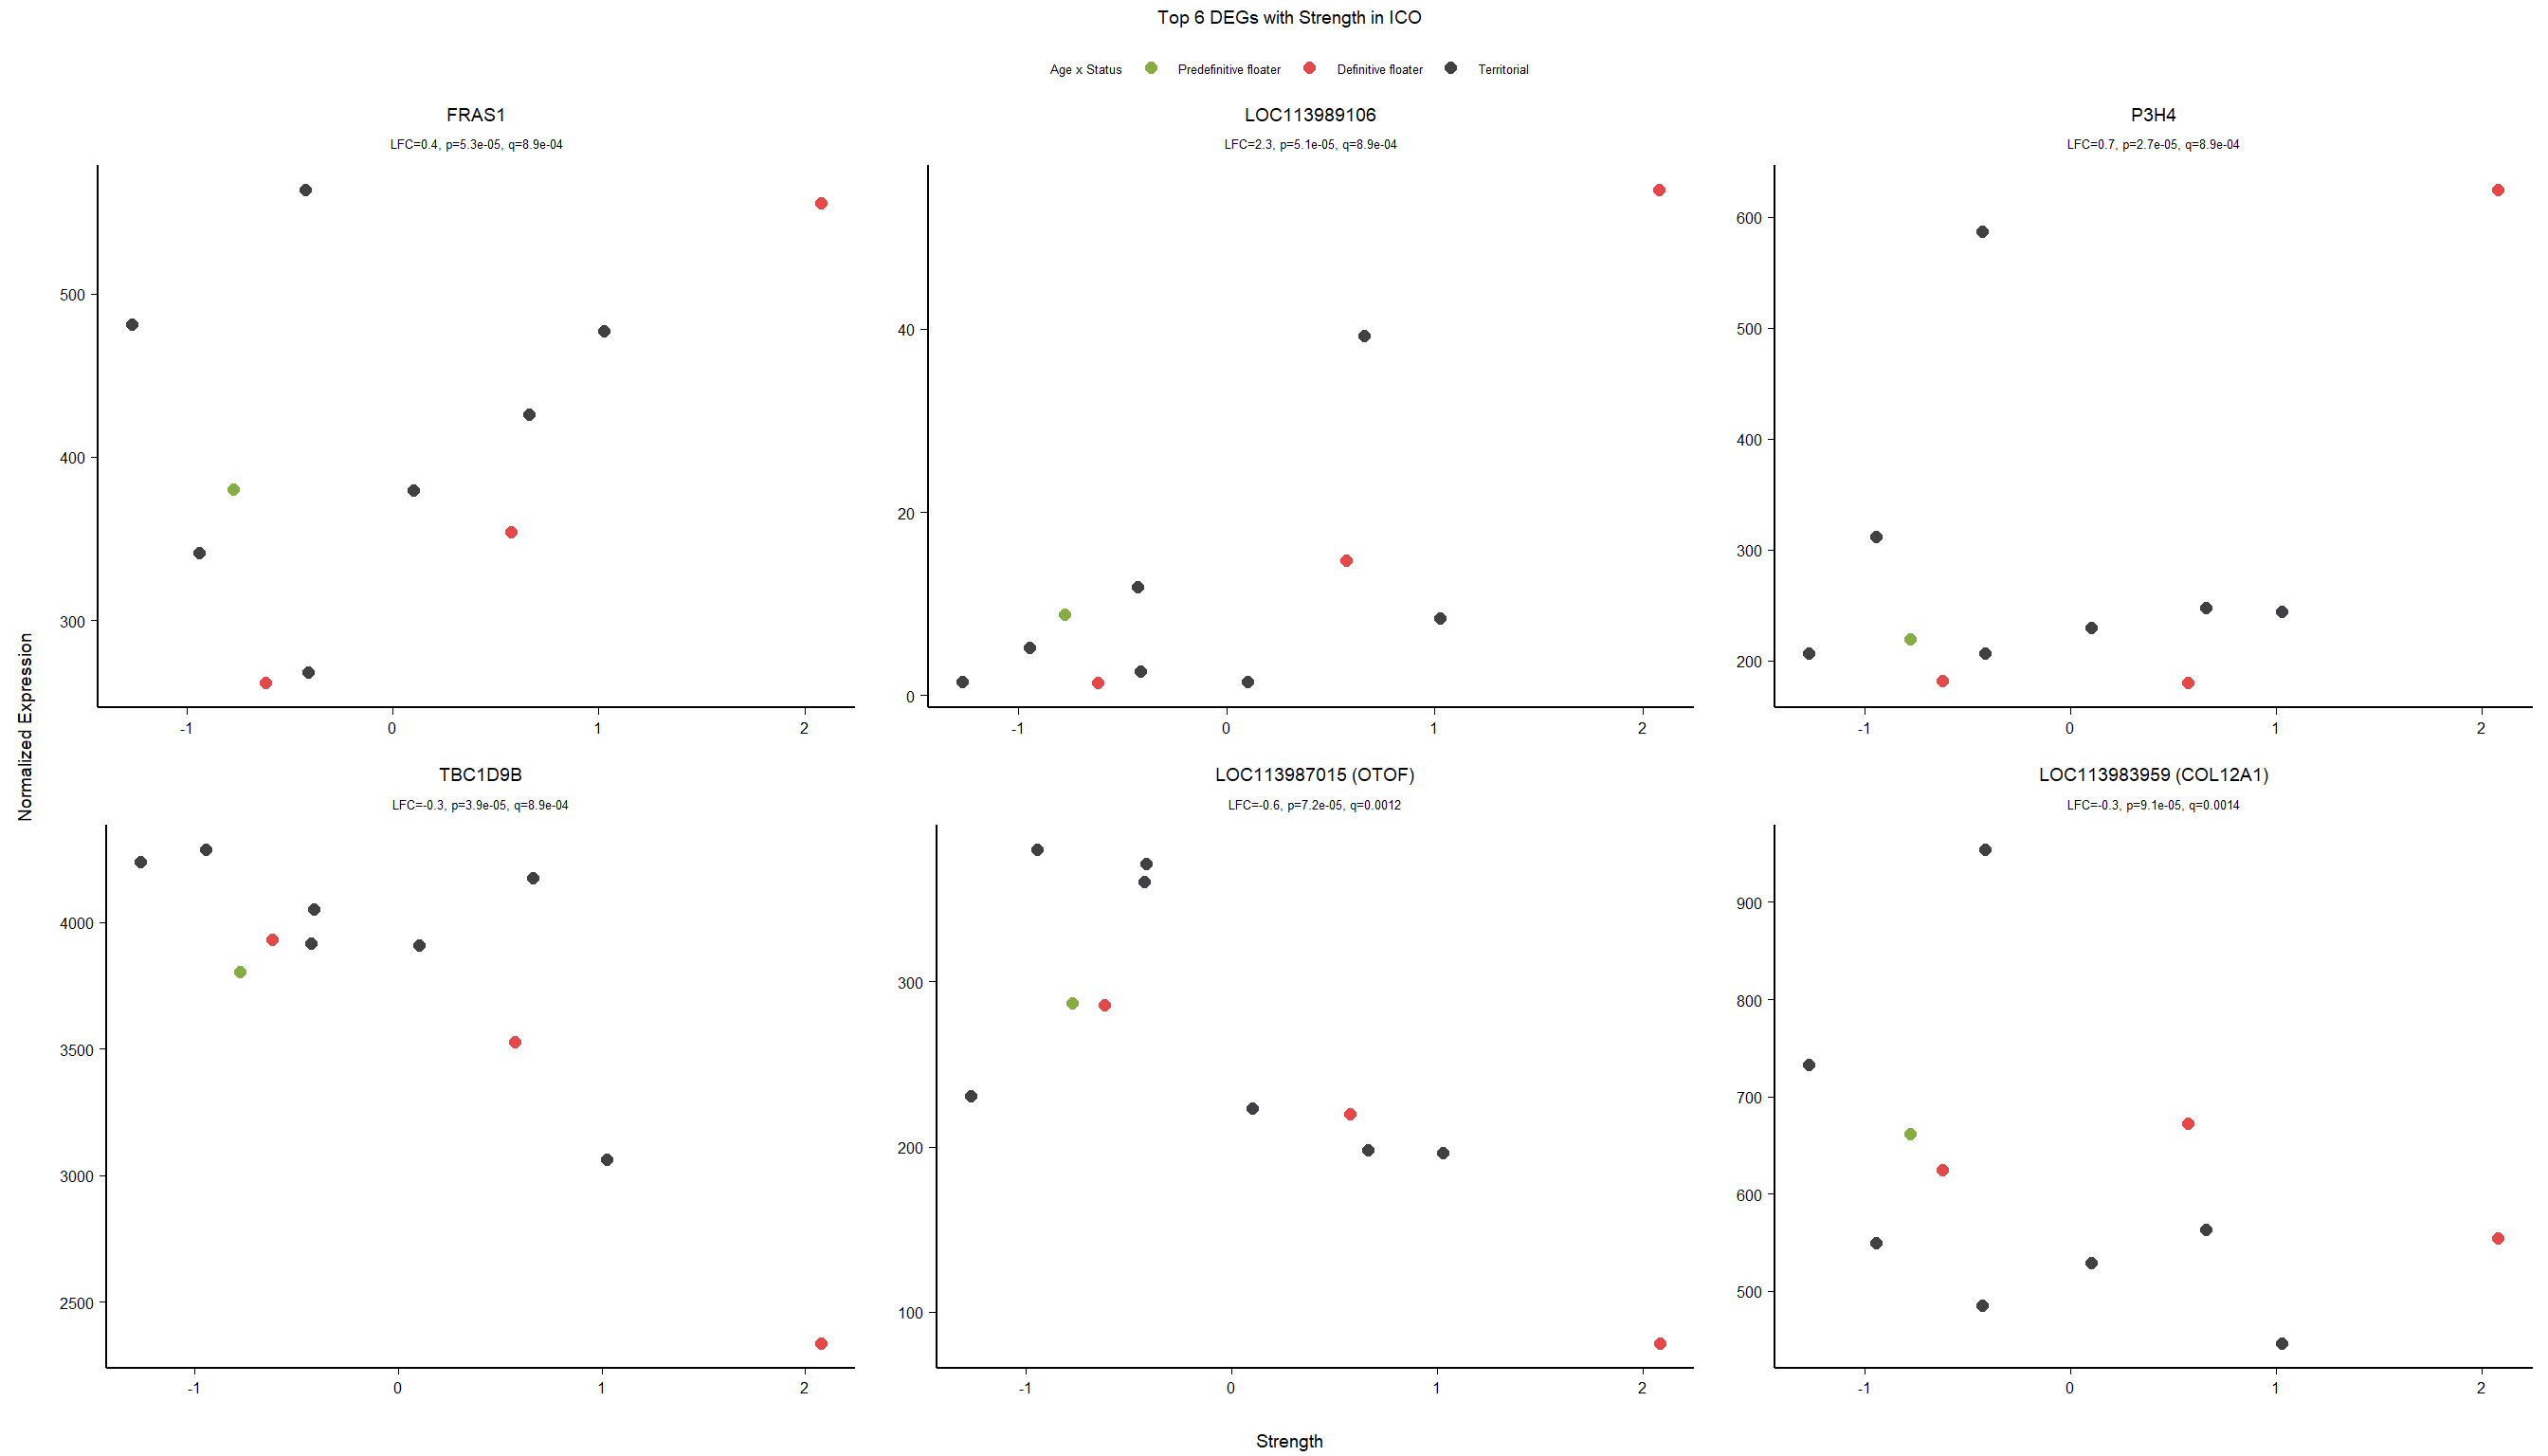 Top 6 DEGs with Strength in ICO
Age x Status Predefinitive floater Definitive floater Territorial
FRAS1
LFC=0.4, p=5.3e-05, q=8.9e-04
500
400
300
-1 0 1 2
LOC113989106
LFC=2.3, p=5.1e-05, q=8.9e-04
40
20
0
-1 0 1 2
P3H4
LFC=0.7, p=2.7e-05, q=8.9e-04
600
500
400
300
200
-1 0 1 2
Normalized Expression
TBC1D9B
LFC=-0.3, p=3.9e-05, q=8.9e-04
4000
3500
3000
2500
-1 0 1 2
LOC113987015 (OTOF)
LFC=-0.6, p=7.2e-05, q=0.0012
300
200
100
-1 0 1 2
LOC113983959 (COL12A1)
LFC=-0.3, p=9.1e-05, q=0.0014
900
800
700
600
500
-1 0 1 2
Strength